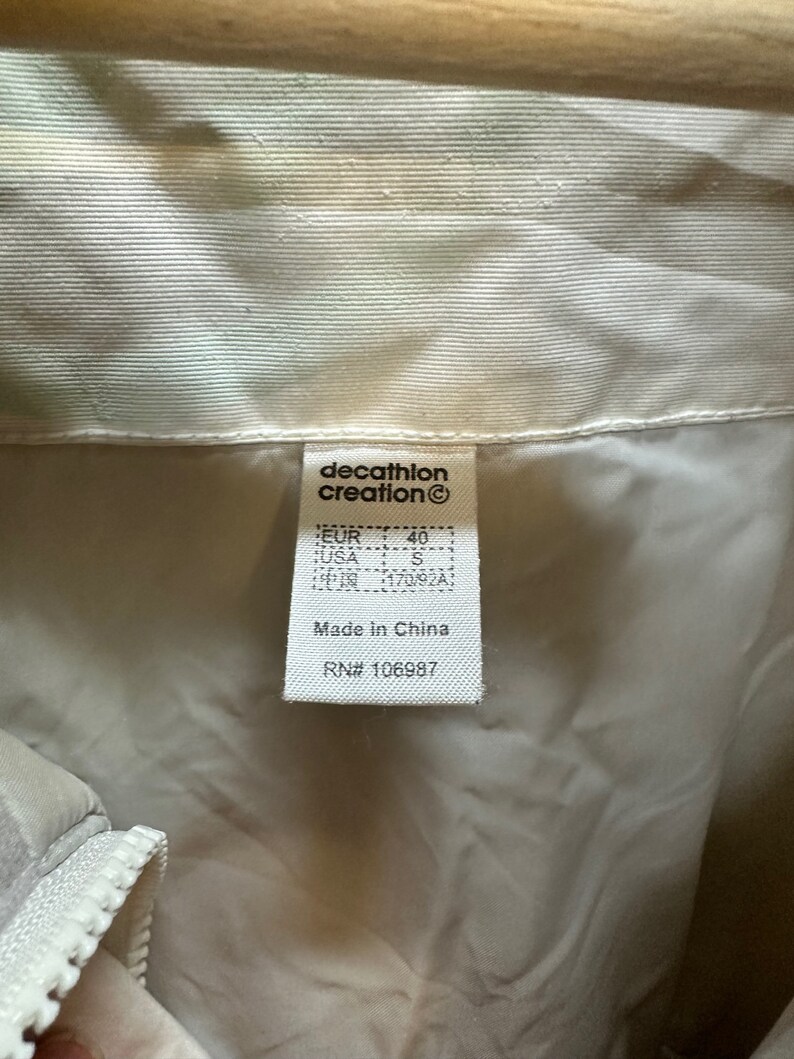 decathlon
creation©
EUR 40
USA S
中国 170/92A
Made in China
RN# 106987